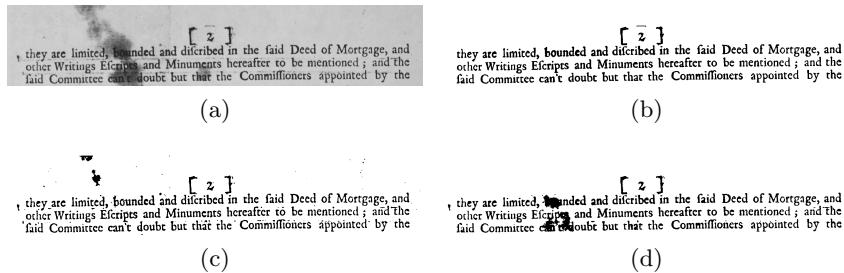 [ 2 ]
they are limited, bounded and diſcribed in the ſaid Deed of Mortgage, and
other Writings Eſcripts and Minuments hereafter to be mentioned ; and the
ſaid Committee can't doubt but that the Commiſſioners appointed by the
(a)
[ 2 ]
they are limited, bounded and diſcribed in the ſaid Deed of Mortgage, and
other Writings Eſcripts and Minuments hereafter to be mentioned ; and the
ſaid Committee can't doubt but that the Commiſſioners appointed by the
(b)
[ 2 ]
they are limited, bounded and diſcribed in the ſaid Deed of Mortgage, and
other Writings Eſcripts and Minuments hereafter to be mentioned ; and the
ſaid Committee can't doubt but that the Commiſſioners appointed by the
(c)
[ 2 ]
they are limited, and diſcribed in the ſaid Deed of Mortgage, and
other Writings and Minuments hereafter to be mentioned ; and the
ſaid Committee doubt but that the Commiſſioners appointed by the
(d)